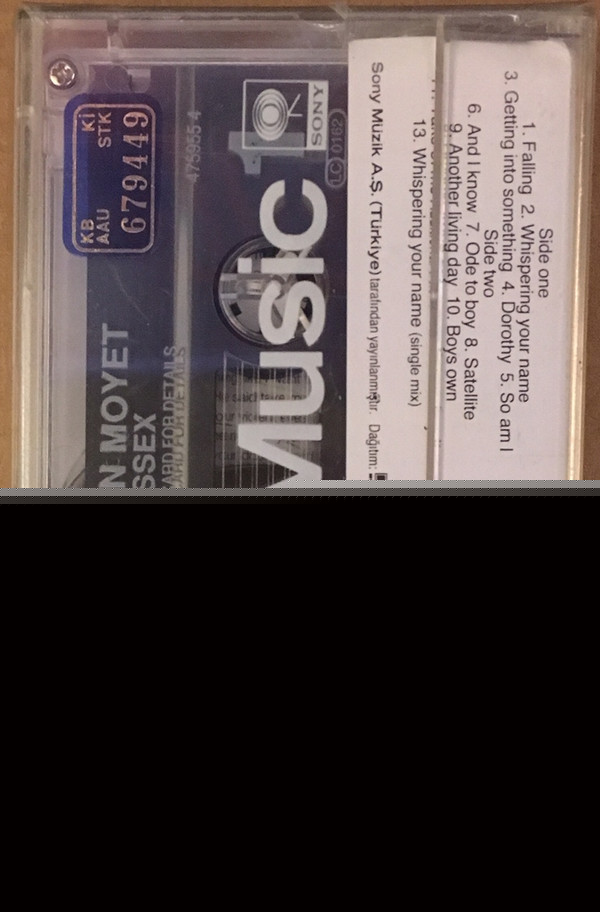 Side one
1. Falling 2. Whispering your name
3. Getting into something 4. Dorothy 5. So am I
Side two
6. And I know 7. Ode to boy 8. Satellite
9. Another living day 10. Boys own
13. Whispering your name (single mix)
Sony Müzik A.Ş. (Türkiye) tarafından yayınlanmıştır. Dağıtım:
SONY
LC 0162
Music
475955 4
KB Kİ
AAU STK
679449
N MOYET
SSEX
CARD FOR DETAILS